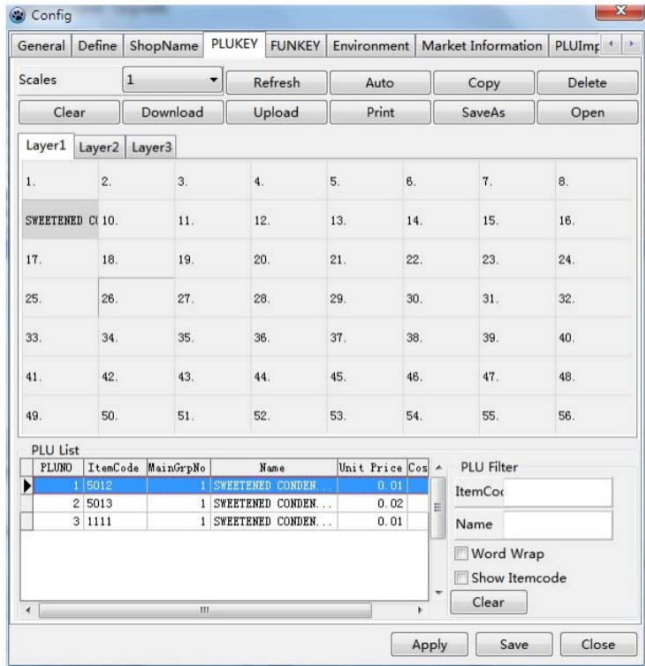 Config
General Define ShopName PLUKEY FUNKEY Environment Market Information PLUImp
Scales 1 Refresh Auto Copy Delete
Clear Download Upload Print SaveAs Open
Layer1 Layer2 Layer3
1. 2. 3. 4. 5. 6. 7. 8.
SWEETENED CO 10. 11. 12. 13. 14. 15. 16.
17. 18. 19. 20. 21. 22. 23. 24.
25. 26. 27. 28. 29. 30. 31. 32.
33. 34. 35. 36. 37. 38. 39. 40.
41. 42. 43. 44. 45. 46. 47. 48.
49. 50. 51. 52. 53. 54. 55. 56.
PLU List
PLUNO ItemCode MainGrpNo Name Unit Price Cos
1 5012 1 SWEETENED CONDEN... 0.01
2 5013 1 SWEETENED CONDEN... 0.02
3 1111 1 SWEETENED CONDEN... 0.01
PLU Filter
ItemCod
Name
Word Wrap
Show Itemcode
Clear
Apply Save Close